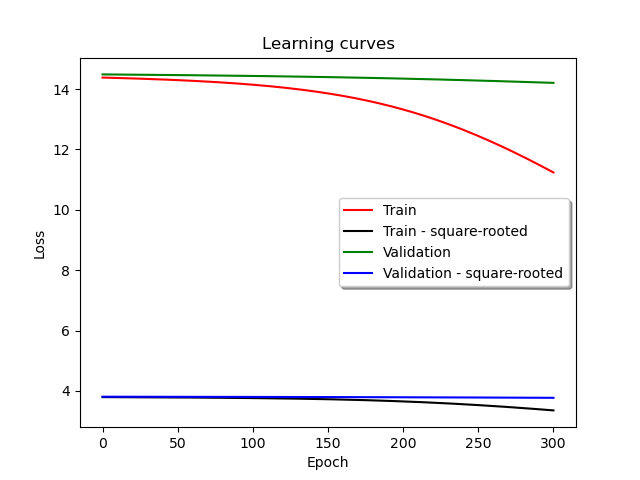 Learning curves
Loss
14
12
10
8
6
4
Train
Train - square-rooted
Validation
Validation - square-rooted
0 50 100 150 200 250 300
Epoch